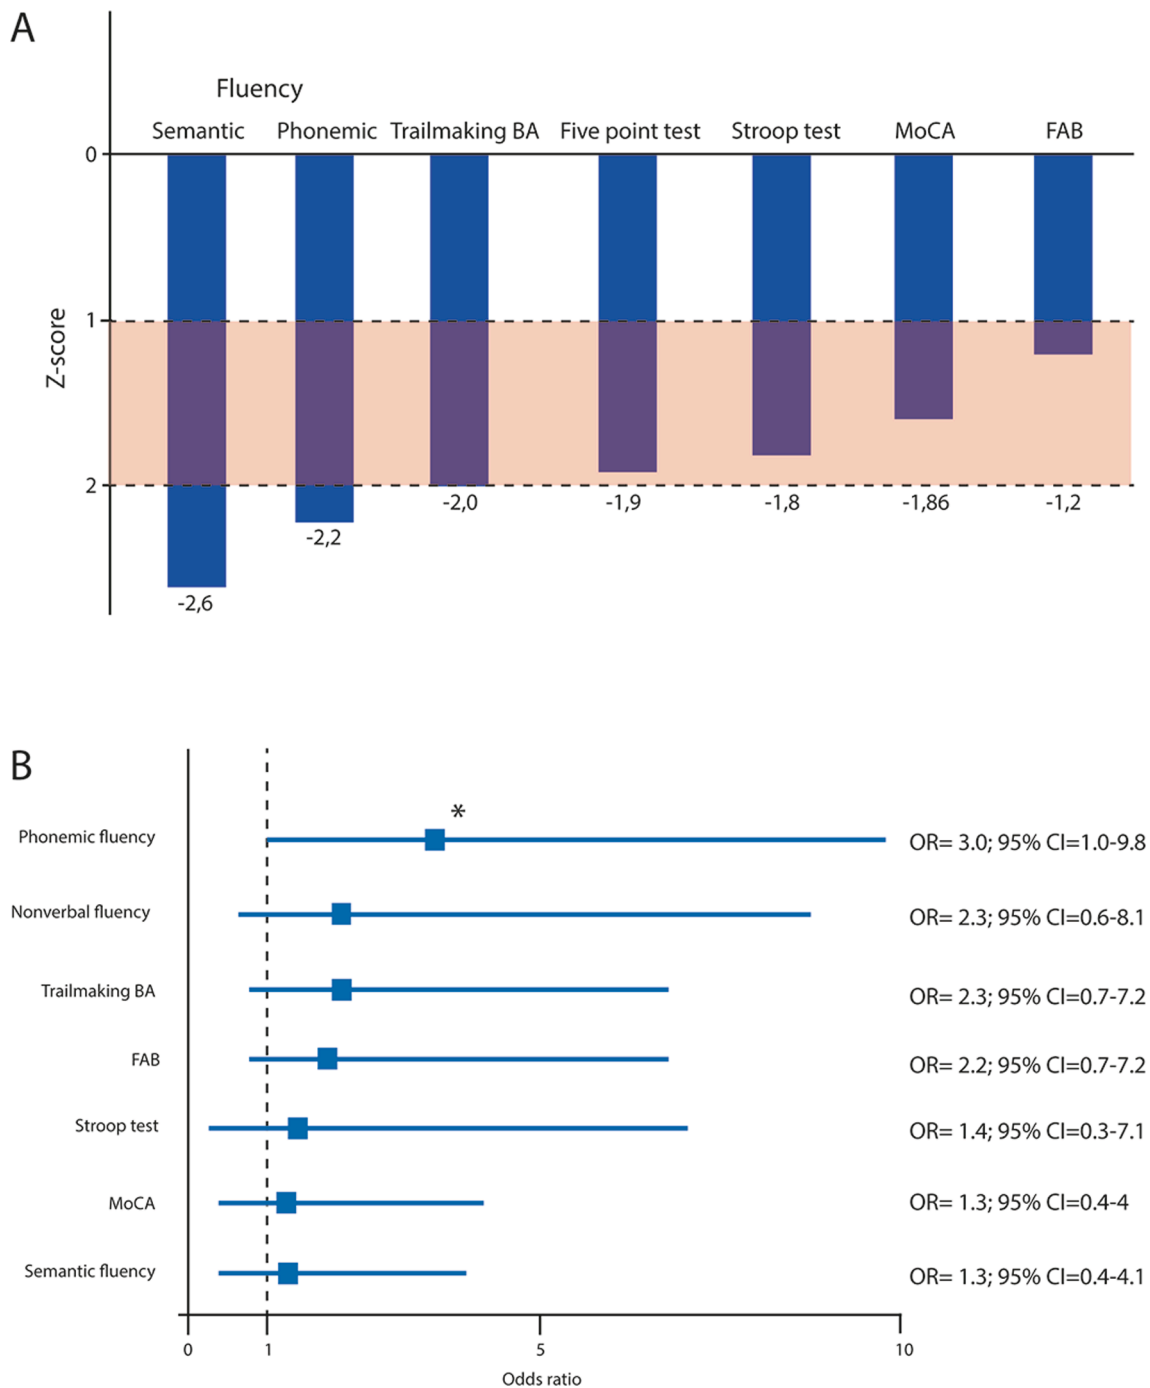 A
Fluency
Semantic Phonemic Trailmaking BA Five point test Stroop test MoCA FAB
0
1
Z-score
2
-2,0 -1,9 -1,8 -1,86 -1,2
-2,2
-2,6
B
*
Phonemic fluency OR= 3.0; 95% CI=1.0-9.8
Nonverbal fluency OR= 2.3; 95% CI=0.6-8.1
Trailmaking BA OR= 2.3; 95% CI=0.7-7.2
FAB OR= 2.2; 95% CI=0.7-7.2
Stroop test OR= 1.4; 95% CI=0.3-7.1
MoCA OR= 1.3; 95% CI=0.4-4
Semantic fluency OR= 1.3; 95% CI=0.4-4.1
0 1 5 10
Odds ratio